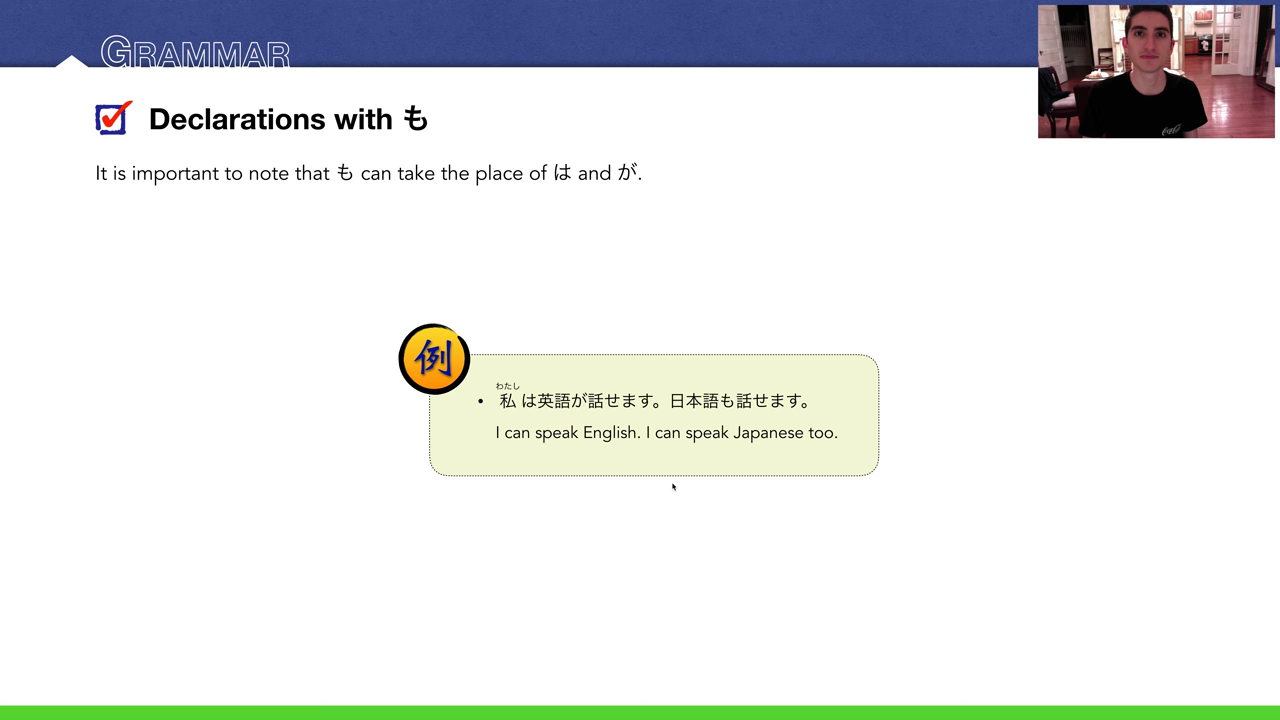 GRAMMAR
Declarations with も
It is important to note that も can take the place of は and が.
例
わたし
• 私は英語が話せます。日本語も話せます。
I can speak English. I can speak Japanese too.